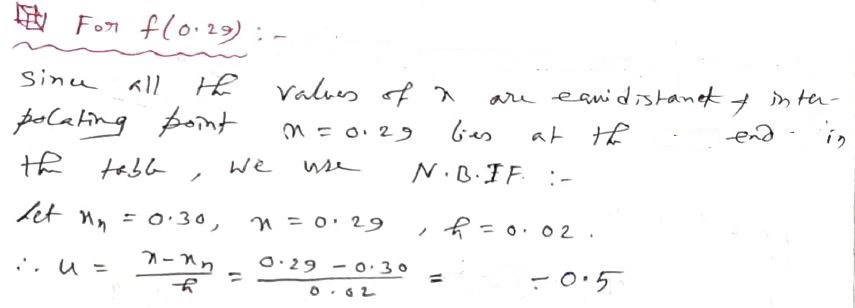 For f(0.29) :-
Since all the values of x are equidistanct & inter-
polating point x = 0.29 lies at the end in
the table, we use N.B.IF. :-
Let xₙ = 0.30, x = 0.29, h = 0.02.
∴ u = (x-xₙ)/h = (0.29 - 0.30)/0.02 = -0.5